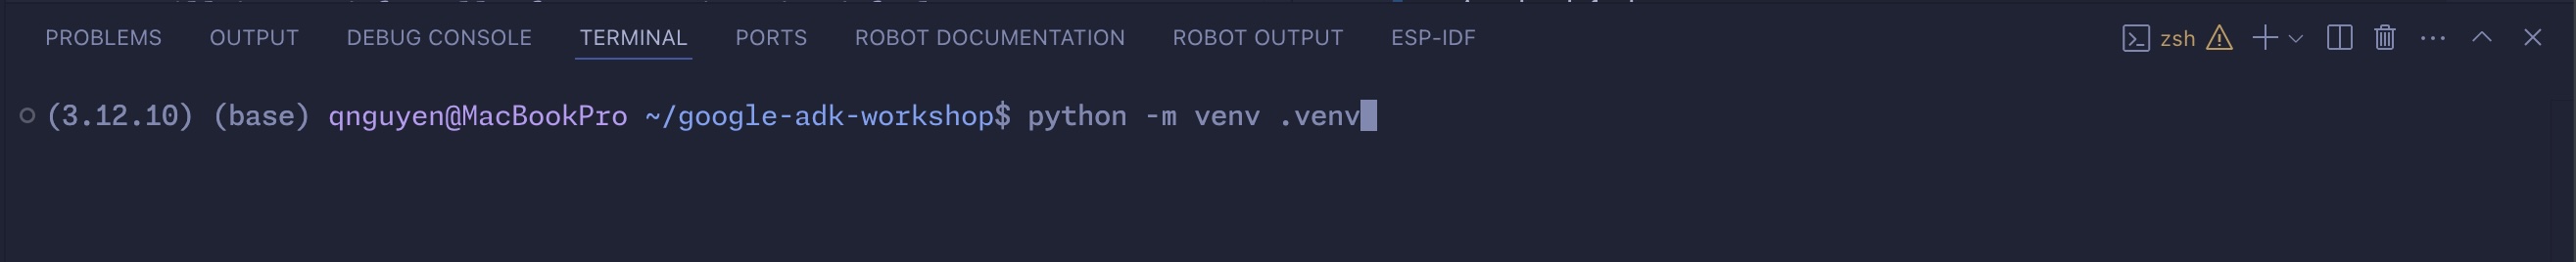 PROBLEMS OUTPUT DEBUG CONSOLE TERMINAL PORTS ROBOT DOCUMENTATION ROBOT OUTPUT ESP-IDF zsh
(3.12.10) (base) qnguyen@MacBookPro ~/google-adk-workshop$ python -m venv .venv